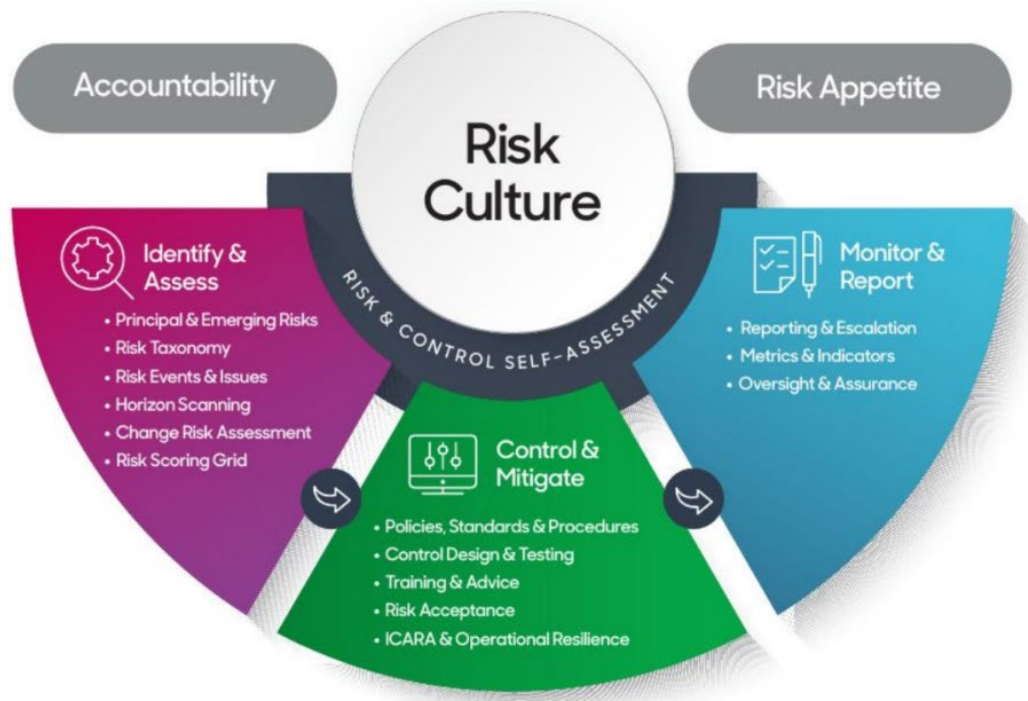 Accountability
Risk
Culture
Risk Appetite
RISK & CONTROL SELF-ASSESSMENT
Identify &
Assess
• Principal & Emerging Risks
• Risk Taxonomy
• Risk Events & Issues
• Horizon Scanning
• Change Risk Assessment
• Risk Scoring Grid
Control &
Mitigate
• Policies, Standards & Procedures
• Control Design & Testing
• Training & Advice
• Risk Acceptance
• ICARA & Operational Resilience
Monitor &
Report
• Reporting & Escalation
• Metrics & Indicators
• Oversight & Assurance